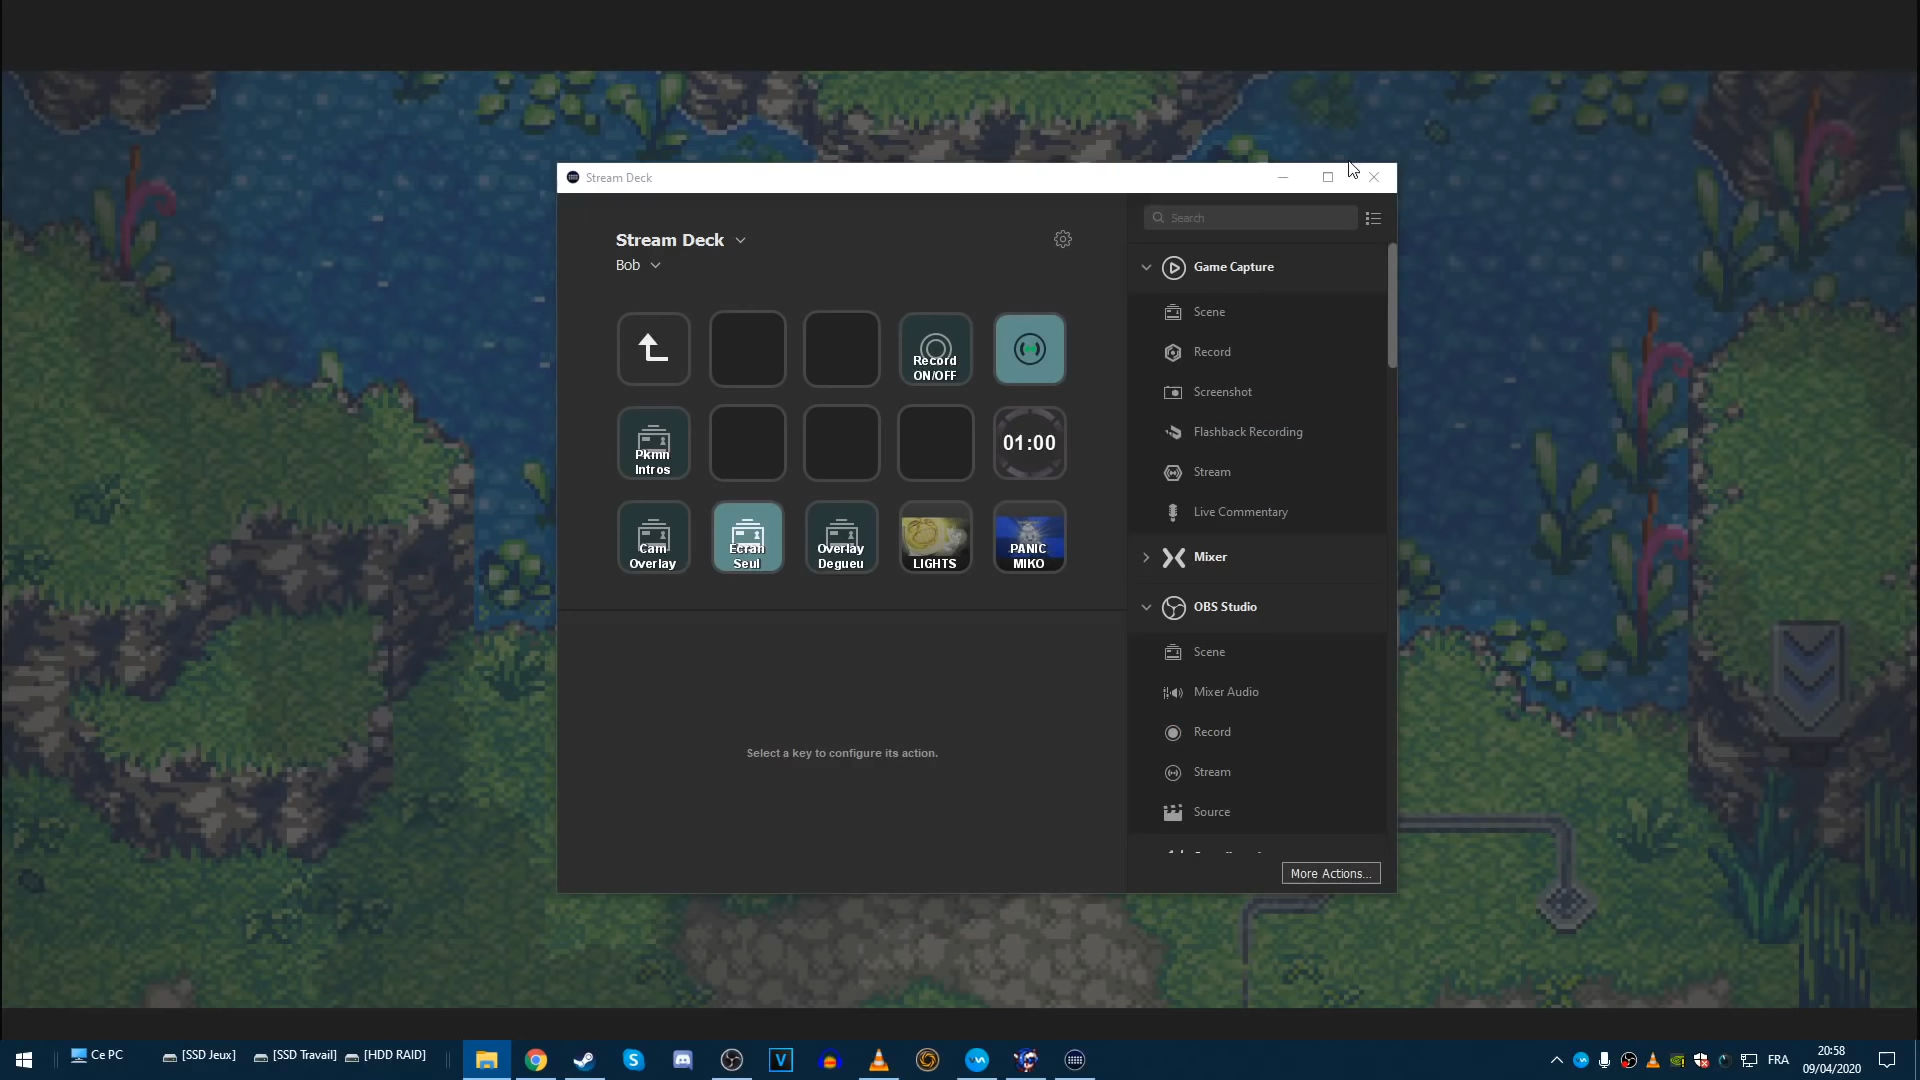 Stream Deck
Search
Stream Deck
Bob
Game Capture
Scene
Record
Screenshot
Flashback Recording
Stream
Live Commentary
Mixer
OBS Studio
Scene
Mixer Audio
Record
Stream
Source
More Actions...
Record
ON/OFF
Pkmn
Intros
01:00
Cam
Overlay
Ecran
Seul
Overlay
Degueu
LIGHTS
PANIC
MIKO
Select a key to configure its action.
Ce PC
[SSD Jeux]
[SSD Travail]
[HDD RAID]
FRA
20:58
09/04/2020